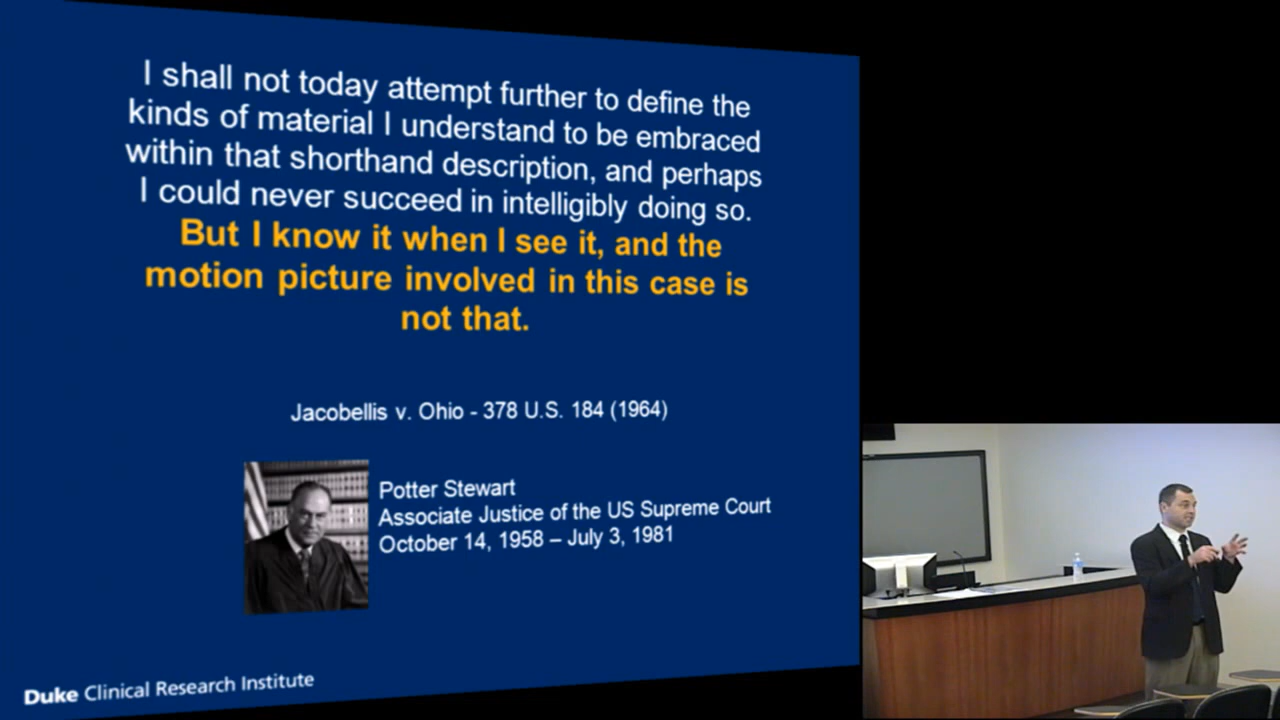 I shall not today attempt further to define the
kinds of material I understand to be embraced
within that shorthand description, and perhaps
I could never succeed in intelligibly doing so.
But I know it when I see it, and the
motion picture involved in this case is
not that.
Jacobellis v. Ohio - 378 U.S. 184 (1964)
Potter Stewart
Associate Justice of the US Supreme Court
October 14, 1958 – July 3, 1981
Duke Clinical Research Institute